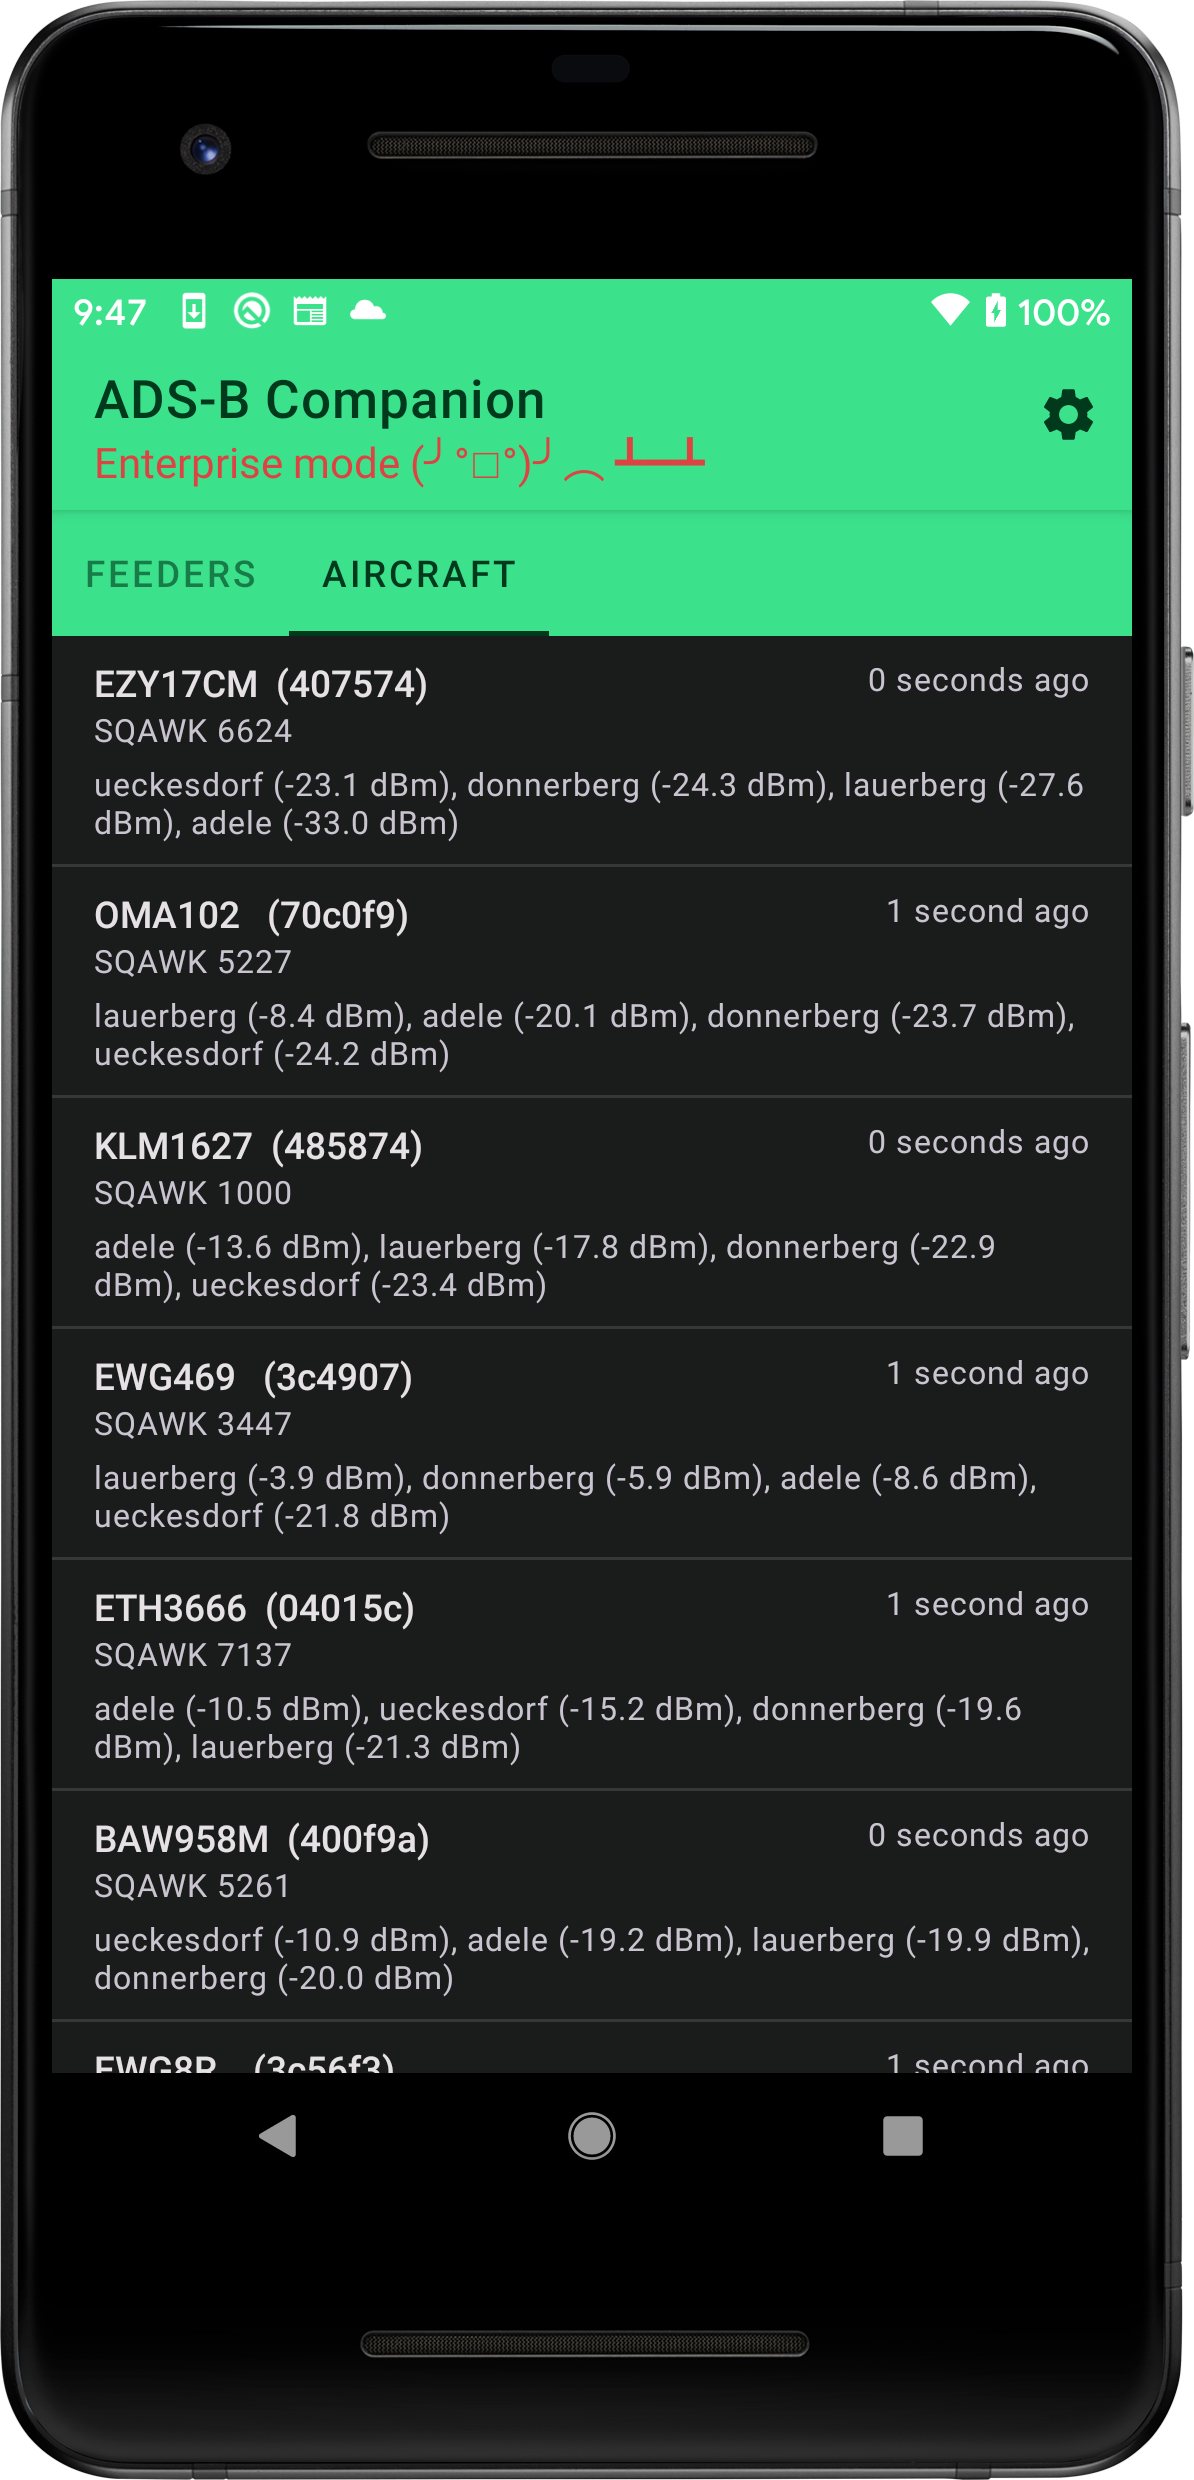 9:47 100%
ADS-B Companion
Enterprise mode (╯°□°)╯︵ ┻━┻
FEEDERS AIRCRAFT
EZY17CM (407574) 0 seconds ago
SQAWK 6624
ueckesdorf (-23.1 dBm), donnerberg (-24.3 dBm), lauerberg (-27.6
dBm), adele (-33.0 dBm)
OMA102 (70c0f9) 1 second ago
SQAWK 5227
lauerberg (-8.4 dBm), adele (-20.1 dBm), donnerberg (-23.7 dBm),
ueckesdorf (-24.2 dBm)
KLM1627 (485874) 0 seconds ago
SQAWK 1000
adele (-13.6 dBm), lauerberg (-17.8 dBm), donnerberg (-22.9
dBm), ueckesdorf (-23.4 dBm)
EWG469 (3c4907) 1 second ago
SQAWK 3447
lauerberg (-3.9 dBm), donnerberg (-5.9 dBm), adele (-8.6 dBm),
ueckesdorf (-21.8 dBm)
ETH3666 (04015c) 1 second ago
SQAWK 7137
adele (-10.5 dBm), ueckesdorf (-15.2 dBm), donnerberg (-19.6
dBm), lauerberg (-21.3 dBm)
BAW958M (400f9a) 0 seconds ago
SQAWK 5261
ueckesdorf (-10.9 dBm), adele (-19.2 dBm), lauerberg (-19.9 dBm),
donnerberg (-20.0 dBm)
(3c56f3) 1 second ago